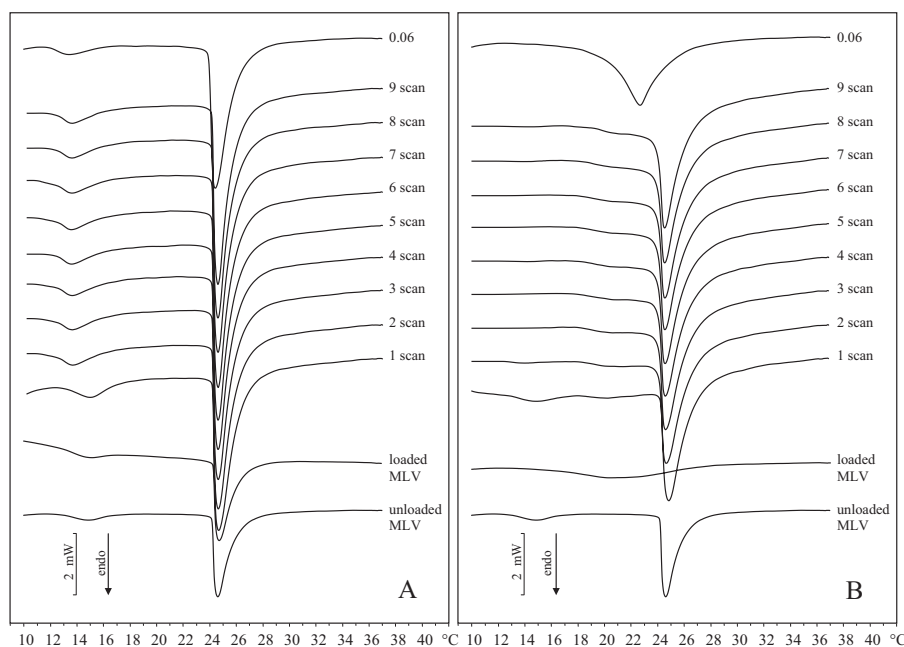 0.06
9 scan
8 scan
7 scan
6 scan
5 scan
4 scan
3 scan
2 scan
1 scan
loaded
MLV
unloaded
MLV
2 mW
endo
A
10 12 14 16 18 20 22 24 26 28 30 32 34 36 38 40 °C
0.06
9 scan
8 scan
7 scan
6 scan
5 scan
4 scan
3 scan
2 scan
1 scan
loaded
MLV
unloaded
MLV
2 mW
endo
B
10 12 14 16 18 20 22 24 26 28 30 32 34 36 38 40 °C